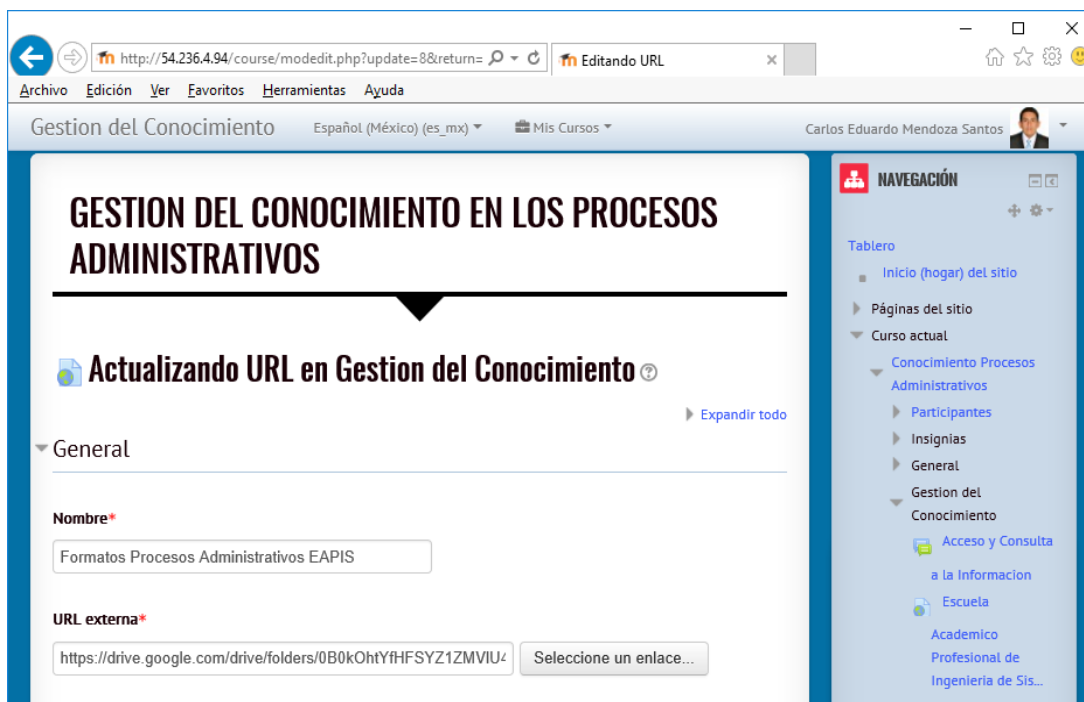 http://54.236.4.94/course/modedit.php?update=8&return=
Editando URL
Archivo Edición Ver Favoritos Herramientas Ayuda
Gestion del Conocimiento Español (México) (es_mx) Mis Cursos Carlos Eduardo Mendoza Santos
GESTION DEL CONOCIMIENTO EN LOS PROCESOS
ADMINISTRATIVOS
Actualizando URL en Gestion del Conocimiento
Expandir todo
General
Nombre*
Formatos Procesos Administrativos EAPIS
URL externa*
https://drive.google.com/drive/folders/0B0kOhtYfHFSYZ1ZMVIU4
Seleccione un enlace...
NAVEGACIÓN
Tablero
Inicio (hogar) del sitio
Páginas del sitio
Curso actual
Conocimiento Procesos
Administrativos
Participantes
Insignias
General
Gestion del
Conocimiento
Acceso y Consulta
a la Informacion
Escuela
Academico
Profesional de
Ingenieria de Sis...